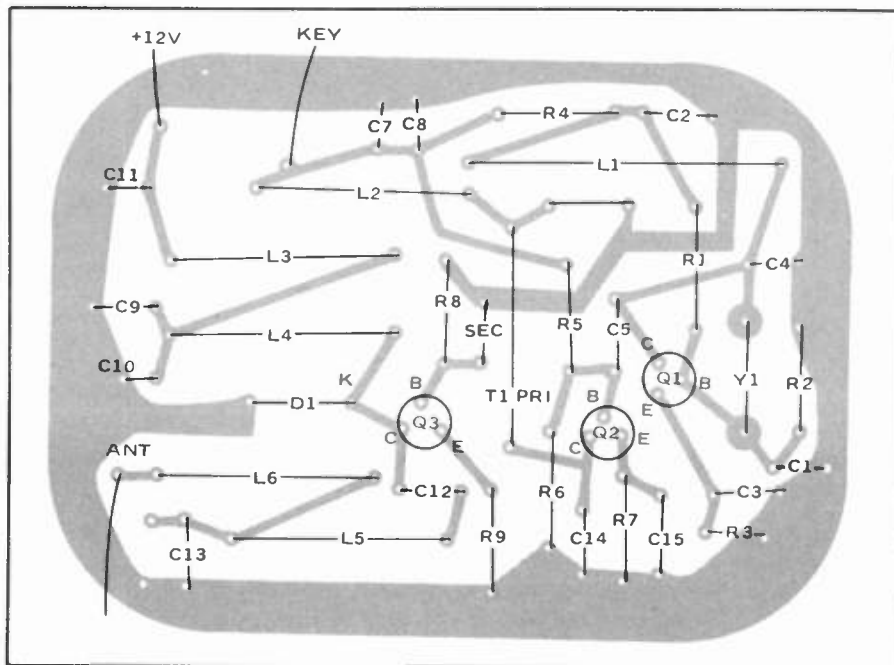 +12V KEY
C7 C8 R4 C2
C11 L2 L1
L3 R1 C4
C9 R8 SEC R5 C5
L4 C Q1 B Y1 R2
C10 K E
D1 B T1 PRI B
C Q3 E C Q2 E
ANT C1
L6 C12 R6 R7 C3
C13 L5 R9 C14 C15 R3